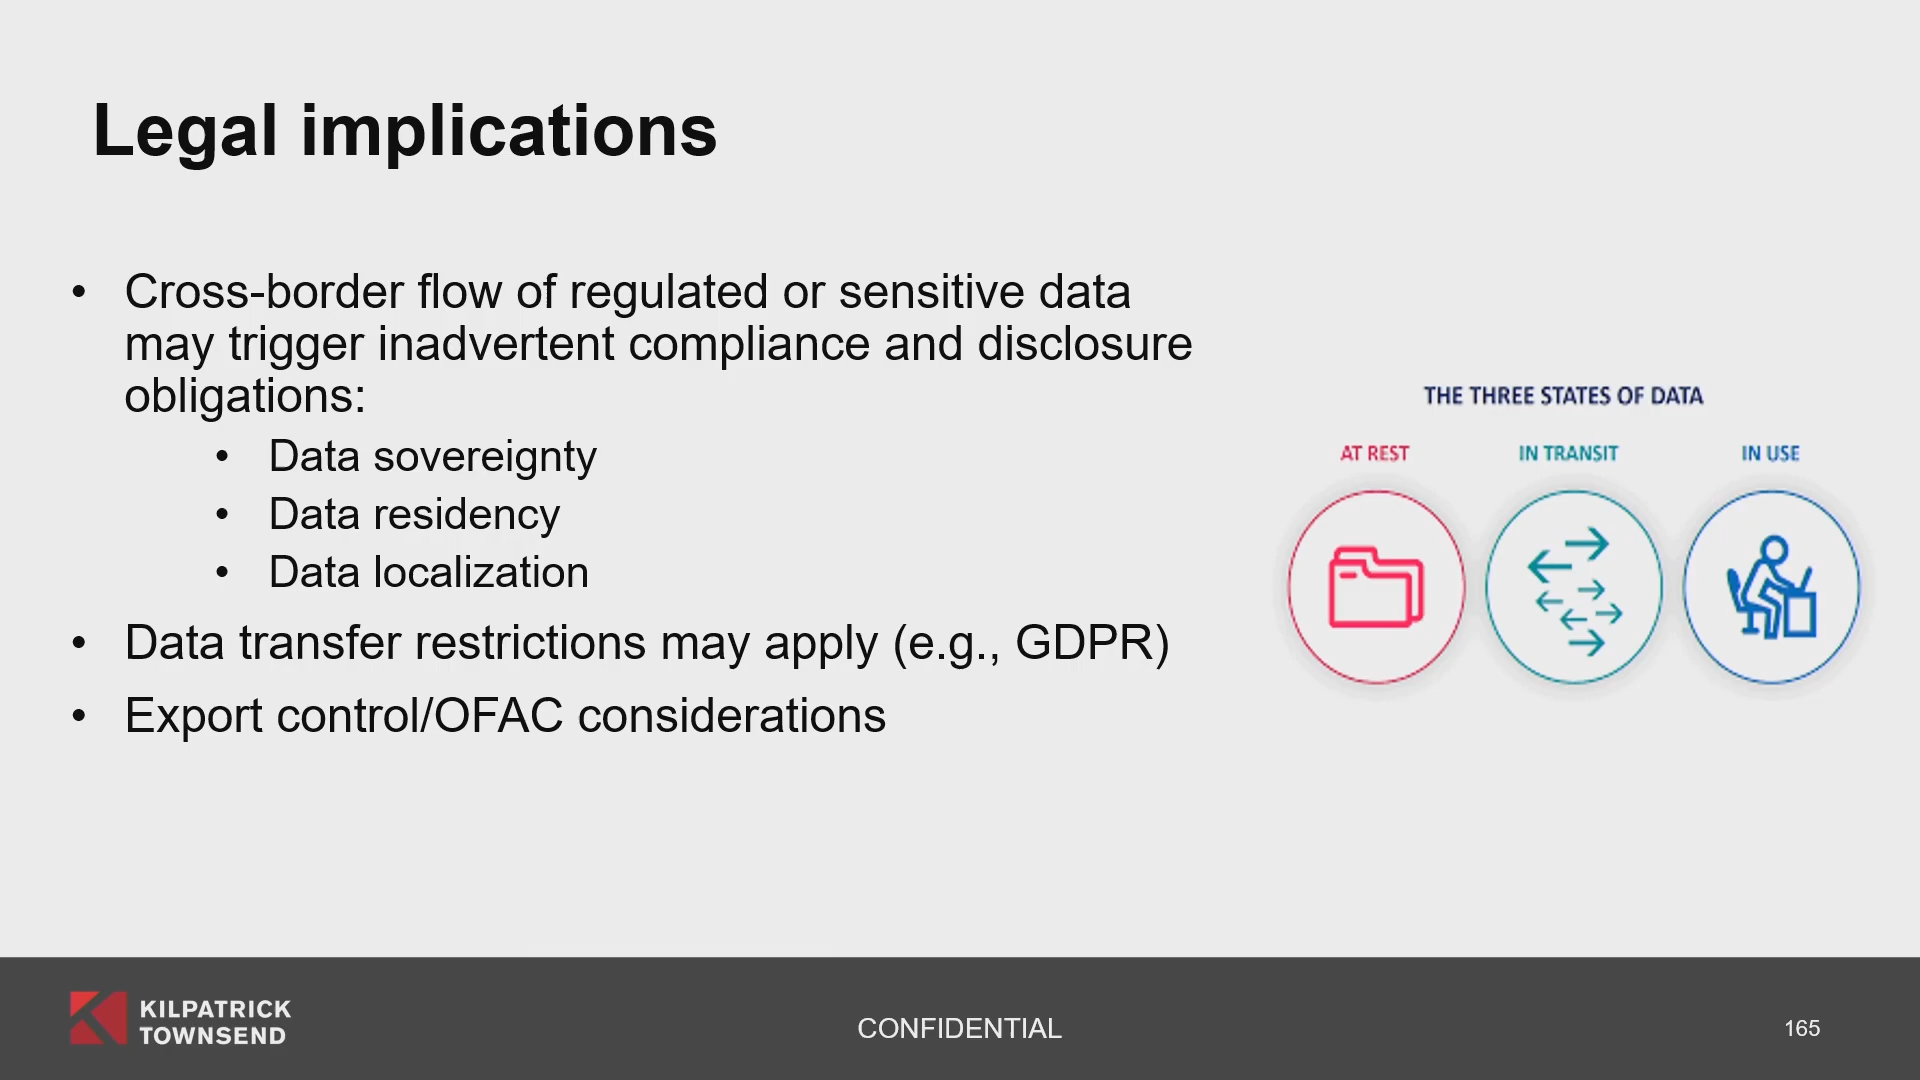 Legal implications
• Cross-border flow of regulated or sensitive data
may trigger inadvertent compliance and disclosure
obligations:
• Data sovereignty
• Data residency
• Data localization
• Data transfer restrictions may apply (e.g., GDPR)
• Export control/OFAC considerations
THE THREE STATES OF DATA
AT REST
IN TRANSIT
IN USE
KILPATRICK
TOWNSEND
CONFIDENTIAL
165